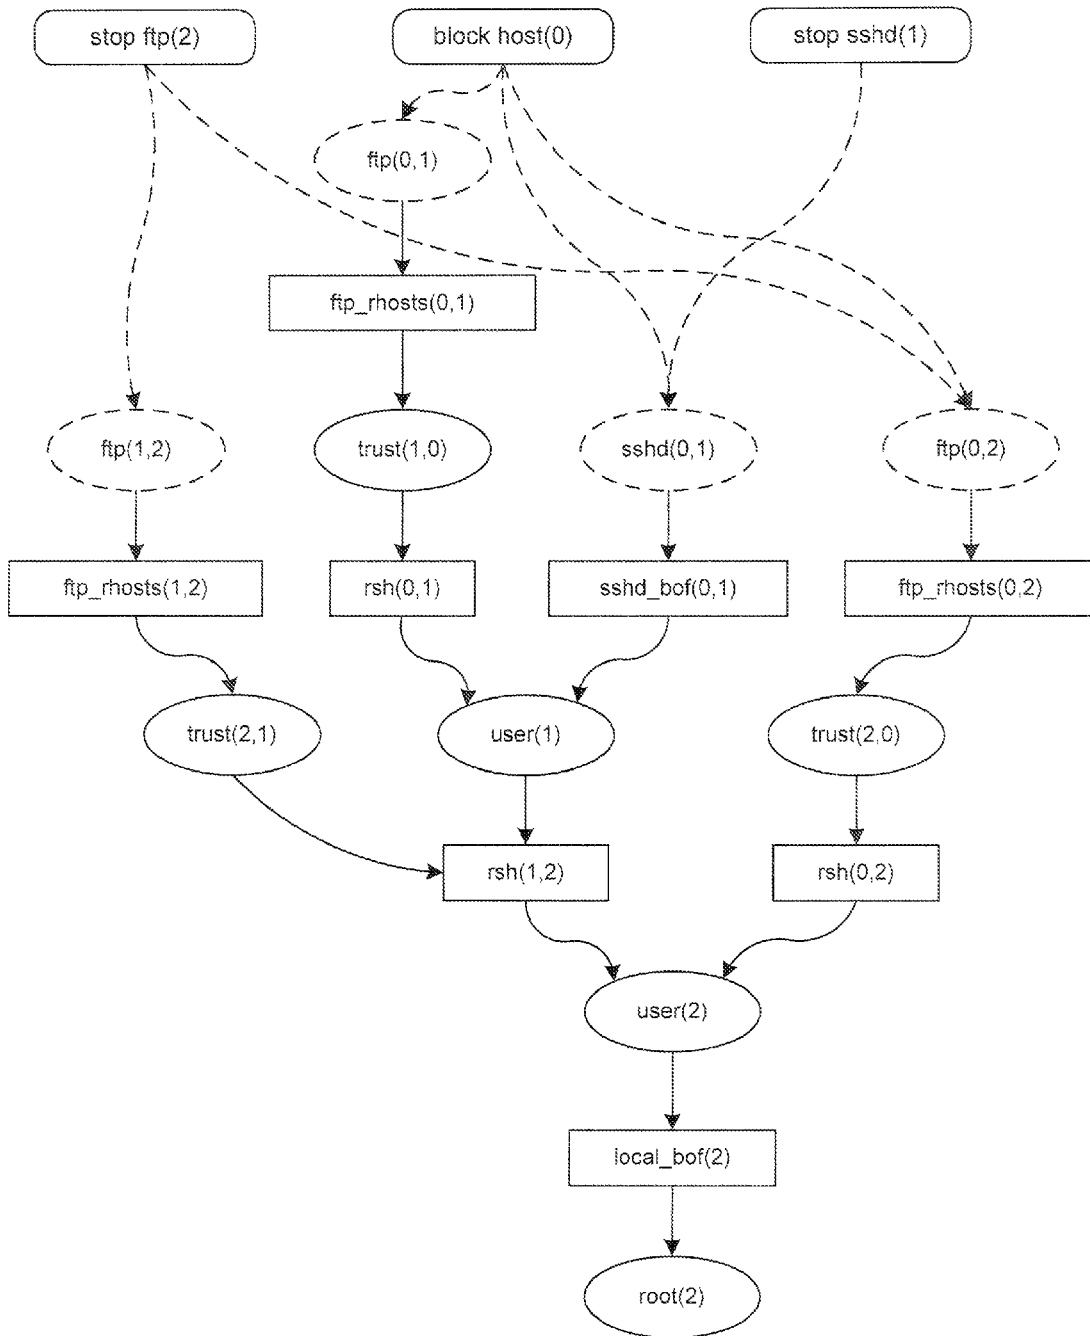 stop ftp(2)
block host(0)
stop sshd(1)
ftp(0,1)
ftp_rhosts(0,1)
ftp(1,2)
trust(1,0)
sshd(0,1)
ftp(0,2)
ftp_rhosts(1,2)
rsh(0,1)
sshd_bof(0,1)
ftp_rhosts(0,2)
trust(2,1)
user(1)
trust(2,0)
rsh(1,2)
rsh(0,2)
user(2)
local_bof(2)
root(2)